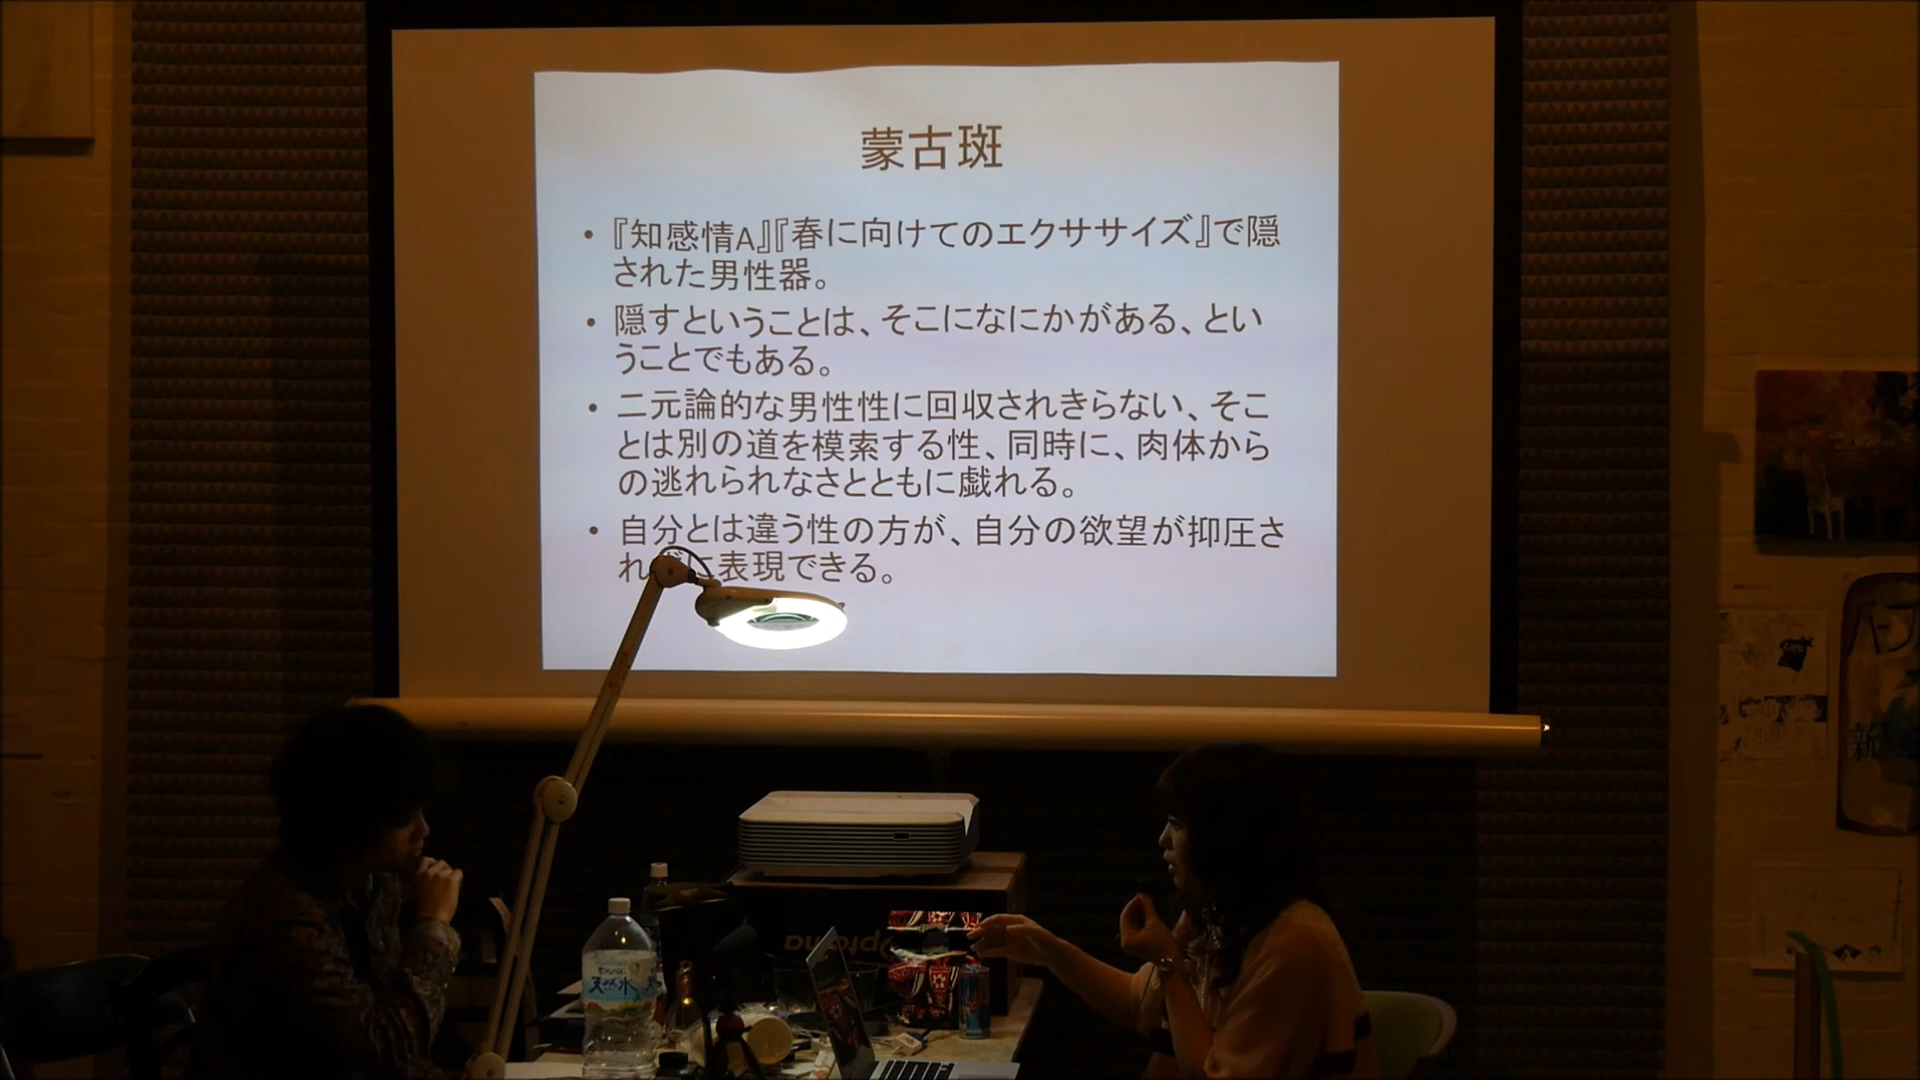 蒙古斑
•『知感情A』『春に向けてのエクササイズ』で隠
された男性器。
•隠すということは、そこになにかがある、とい
うことでもある。
•二元論的な男性性に回収されきらない、そこ
とは別の道を模索する性、同時に、肉体から
の逃れられなさとともに戯れる。
•自分とは違う性の方が、自分の欲望が抑圧さ
れ に表現できる。
天然水
新